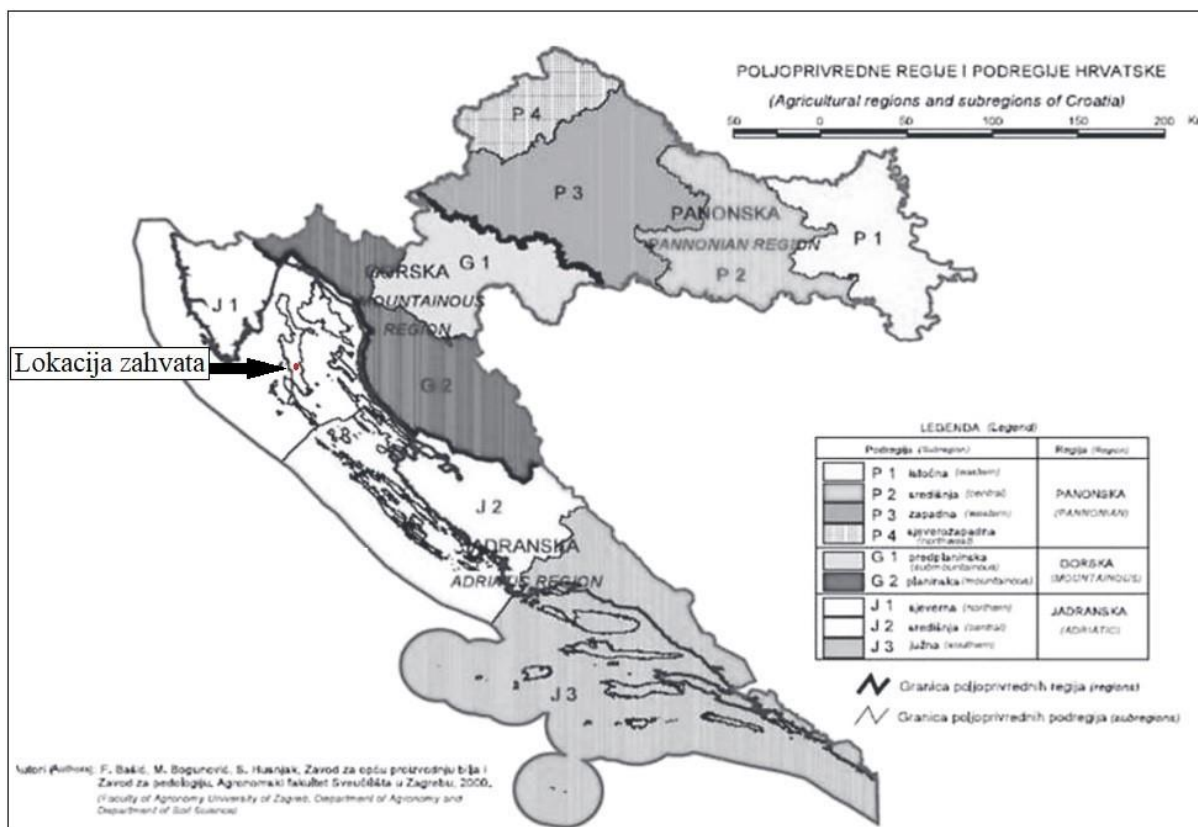 POLJOPRIVREDNE REGIJE I PODREGIJE HRVATSKE
(Agricultural regions and subregions of Croatia)
50 0 50 100 150 200
P 4
P 3
PANONSKA
PANNONIAN REGION
P 1
P 2
GORSKA
G 1
MOUNTAINOUS
REGION
J 1
Lokacija zahvata
G 2
J 2
JADRANSKA
ADRIATIC REGION
J 3
LEGENDA (Legend)
Podregija (Subregion) Regija (Region)
P 1 istočna (eastern)
P 2 središnja (central)
P 3 zapadna (western)
P 4 sjeverozapadna
(northwest)
PANONSKA
(PANNONIAN)
G 1 predplaninska
(submountainous)
G 2 planinska (mountainous)
GORSKA
(MOUNTAINOUS)
J 1 sjeverna (northern)
J 2 središnja (central)
J 3 južna (southern)
JADRANSKA
(ADRIATIC)
Granica poljoprivrednih regija (regions)
Granica poljoprivrednih podregija (subregions)
Autori (Authors): F. Bašić, M. Bogunović, S. Husnjak, Zavod za opću proizvodnju bilja i
Zavod za pedologiju, Agronomski fakultet Sveučilišta u Zagrebu, 2000.
(Faculty of Agronomy University of Zagreb, Department of Agronomy and
Department of Soil Science)